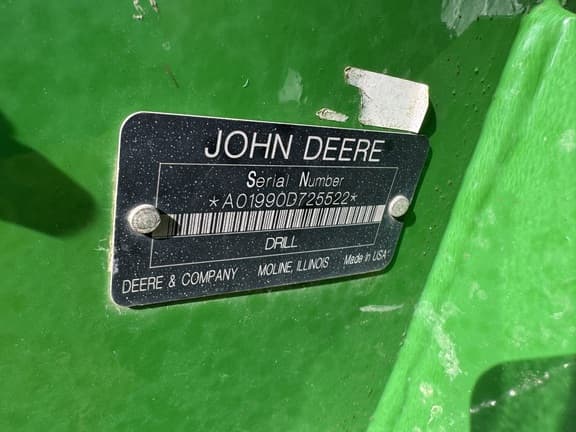 JOHN DEERE
Serial Number
*A01990D725522*
DRILL
DEERE & COMPANY MOLINE, ILLINOIS Made In USA